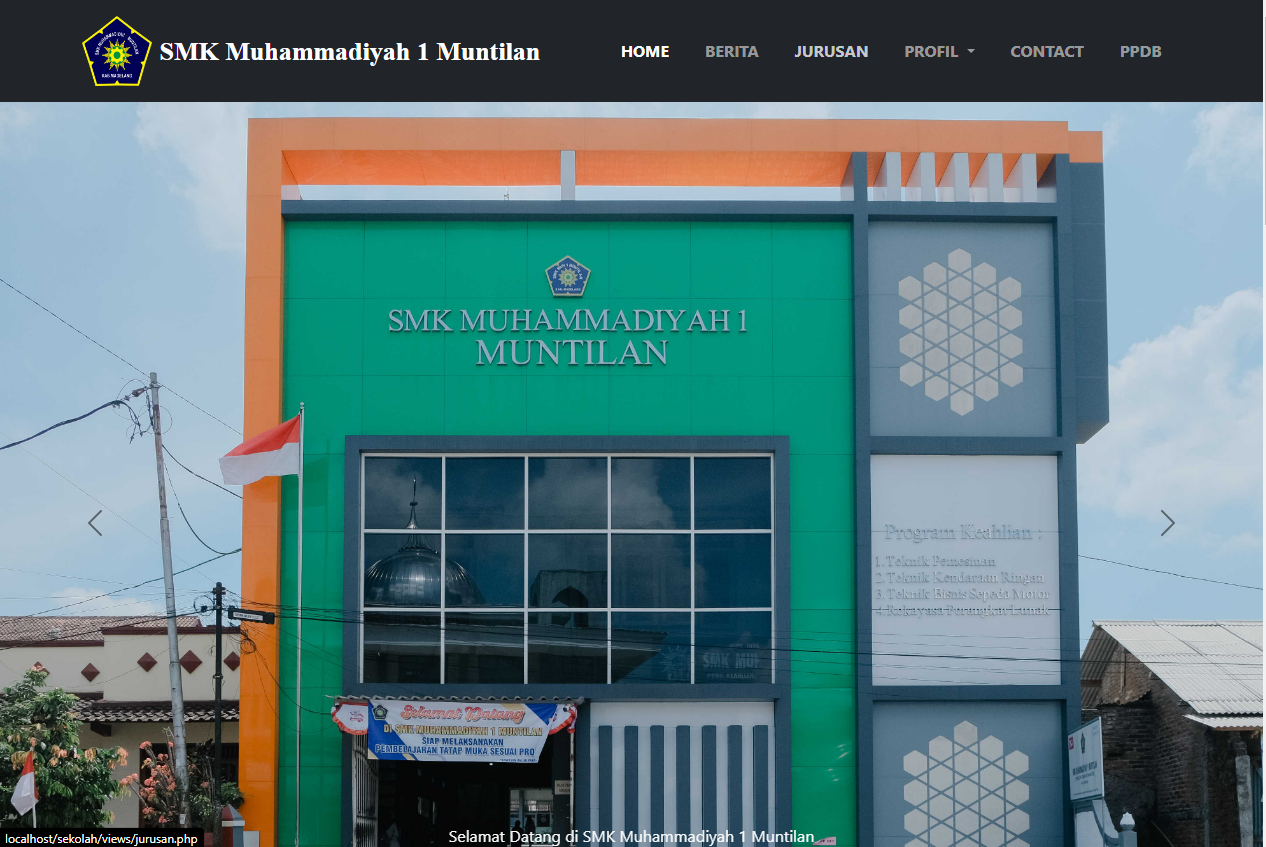 SMK Muhammadiyah 1 Muntilan
HOME
BERITA
JURUSAN
PROFIL
CONTACT
PPDB
SMK MUHAMMADIYAH 1
MUNTILAN
Program Keahlian :
1. Teknik Pemesinan
2. Teknik Kendaraan Ringan
3. Teknik Bisnis Sepeda Motor
4. Rekayasa Perangkat Lunak
SMK MUH
Selamat Datang
DI SMK MUHAMMADIYAH 1 MUNTILAN
SIAP MELAKSANAKAN
PEMBELAJARAN TATAP MUKA SESUAI PRO
Selamat Datang di SMK Muhammadiyah 1 Muntilan
localhost/sekolah/views/jurusan.php